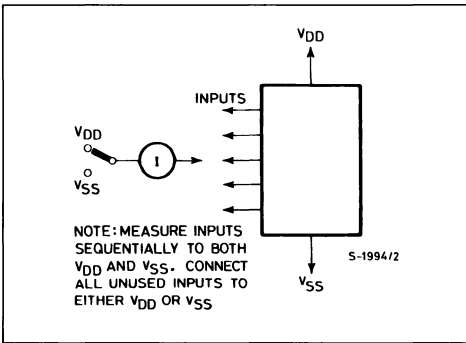 VDD
INPUTS
VDD
I
VSS
NOTE: MEASURE INPUTS
SEQUENTIALLY TO BOTH
VDD AND VSS. CONNECT
ALL UNUSED INPUTS TO
EITHER VDD OR VSS
S-1994/2
VSS